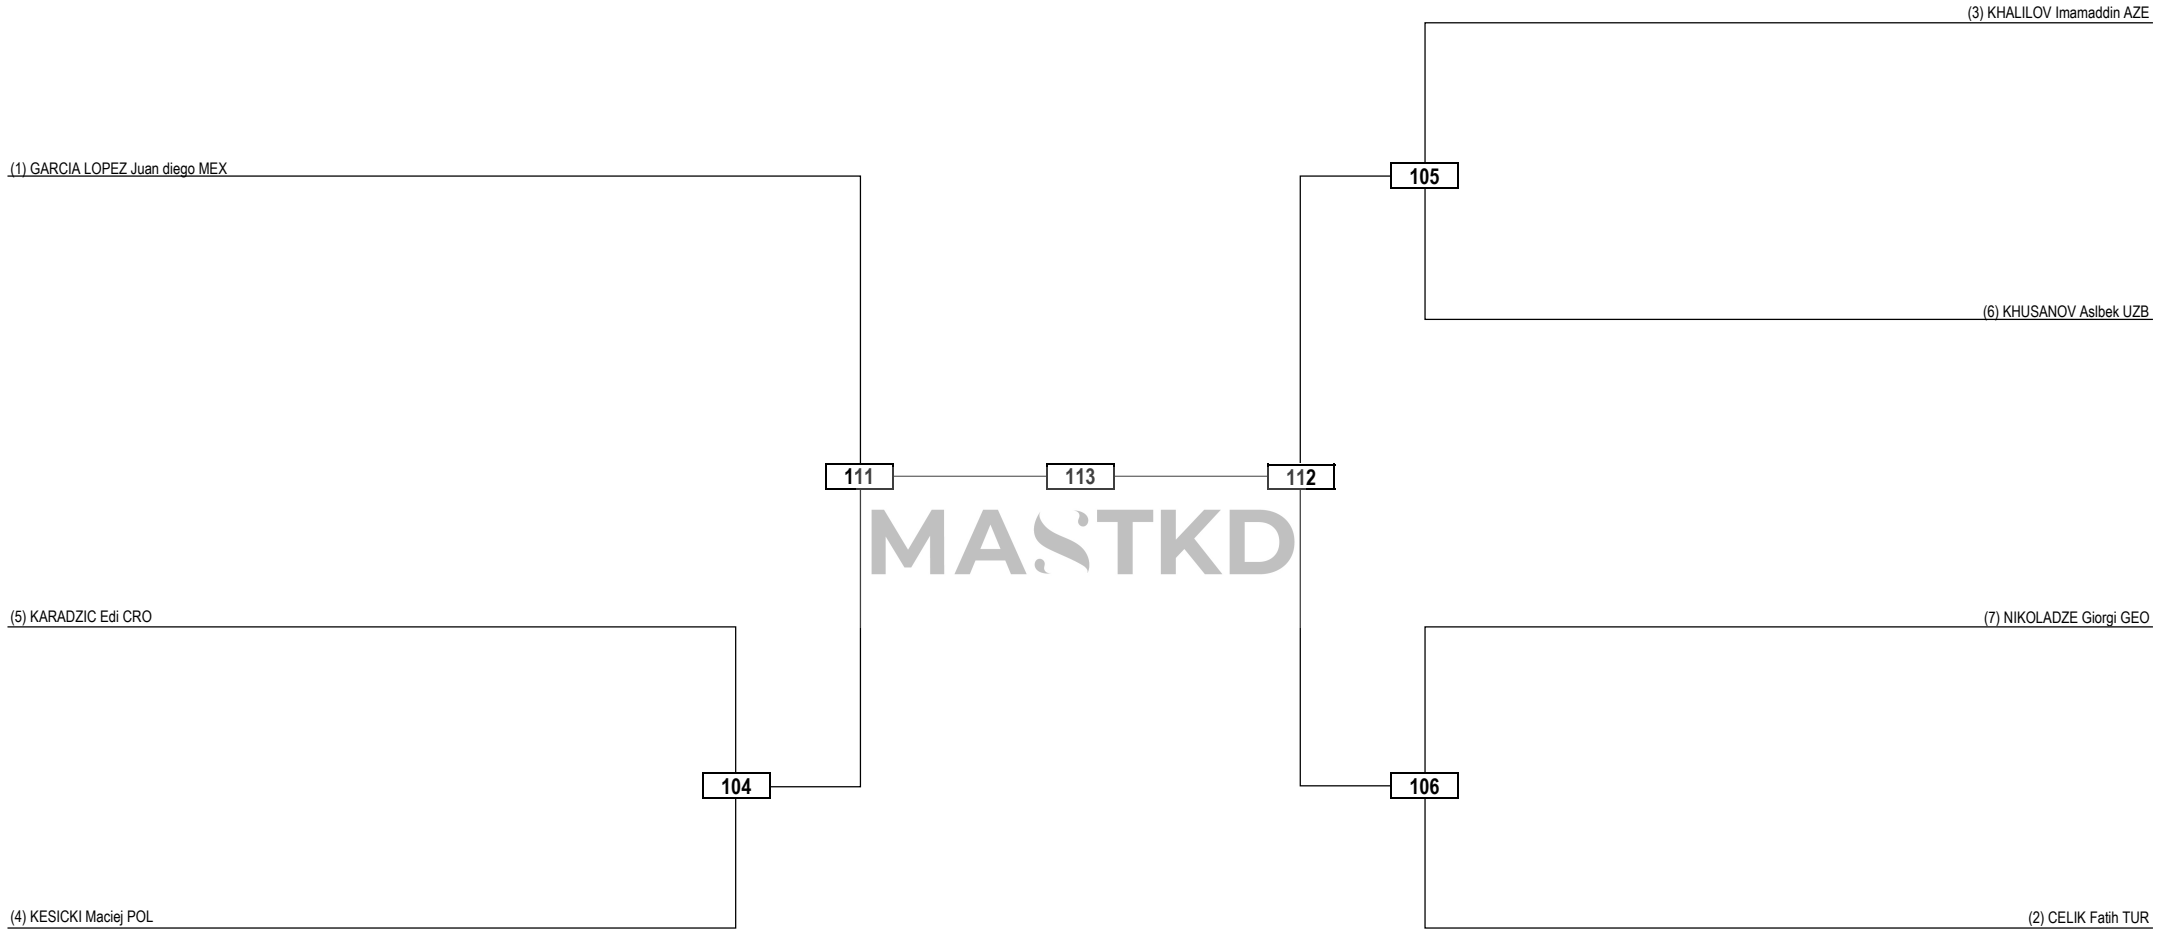 (3) KHALILOV Imamaddin AZE
(1) GARCIA LOPEZ Juan diego MEX
105
(6) KHUSANOV Aslbek UZB
111
113
112
MASTKD
(5) KARADZIC Edi CRO
(7) NIKOLADZE Giorgi GEO
104
106
(4) KESICKI Maciej POL
(2) CELIK Fatih TUR